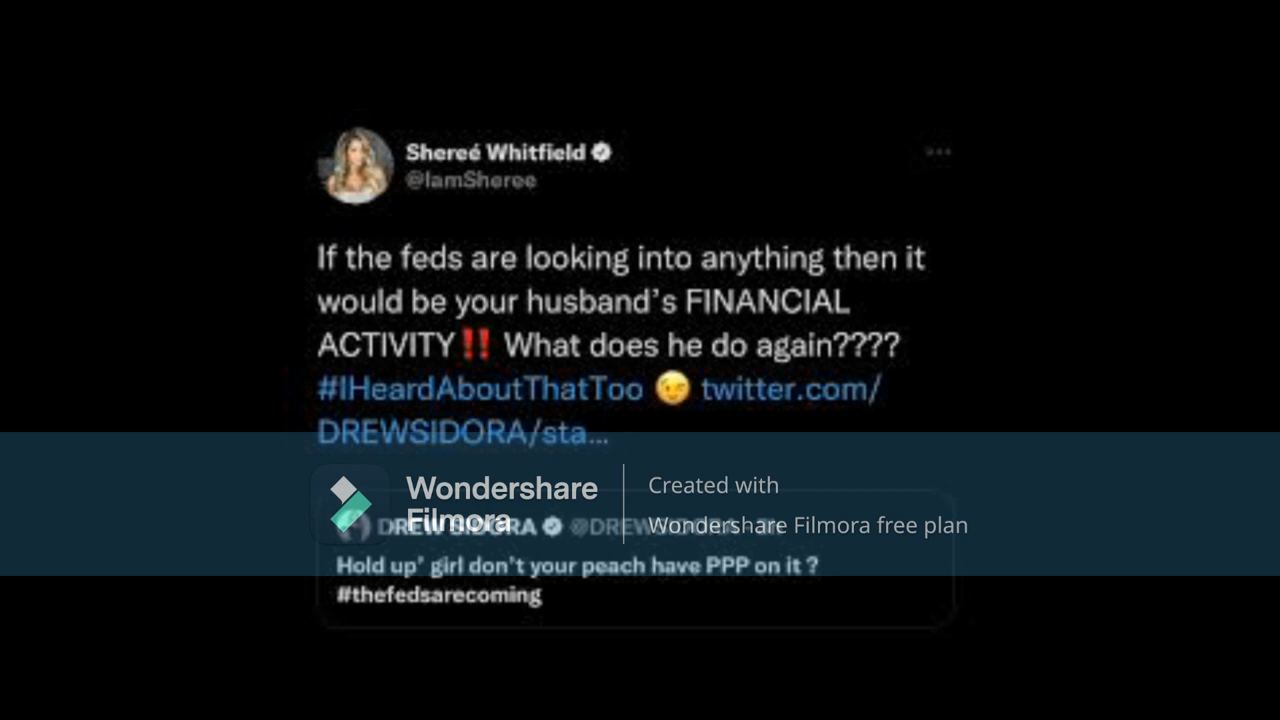 Shereé Whitfield
@IamSheree
If the feds are looking into anything then it
would be your husband's FINANCIAL
ACTIVITY‼️ What does he do again????
#IHeardAboutThatToo 😉 twitter.com/
DREWSIDORA/sta...
Wondershare
Filmora
Created with
Wondershare Filmora free plan
DREW SIDORA @DREWSIDORA
Hold up' girl don't your peach have PPP on it ?
#thefedsarecoming